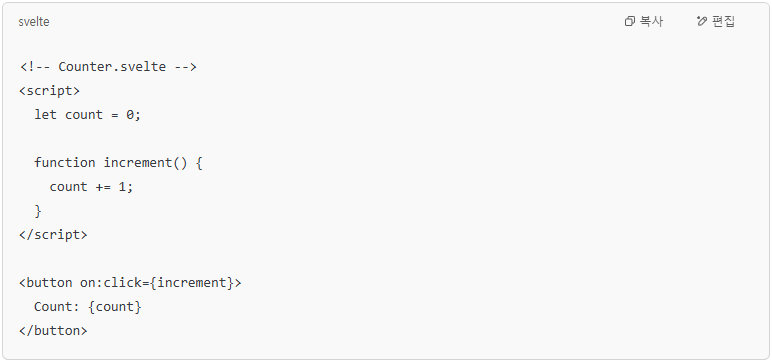 svelte
복사
편집
<!-- Counter.svelte -->
<script>
  let count = 0;

  function increment() {
    count += 1;
  }
</script>

<button on:click={increment}>
  Count: {count}
</button>